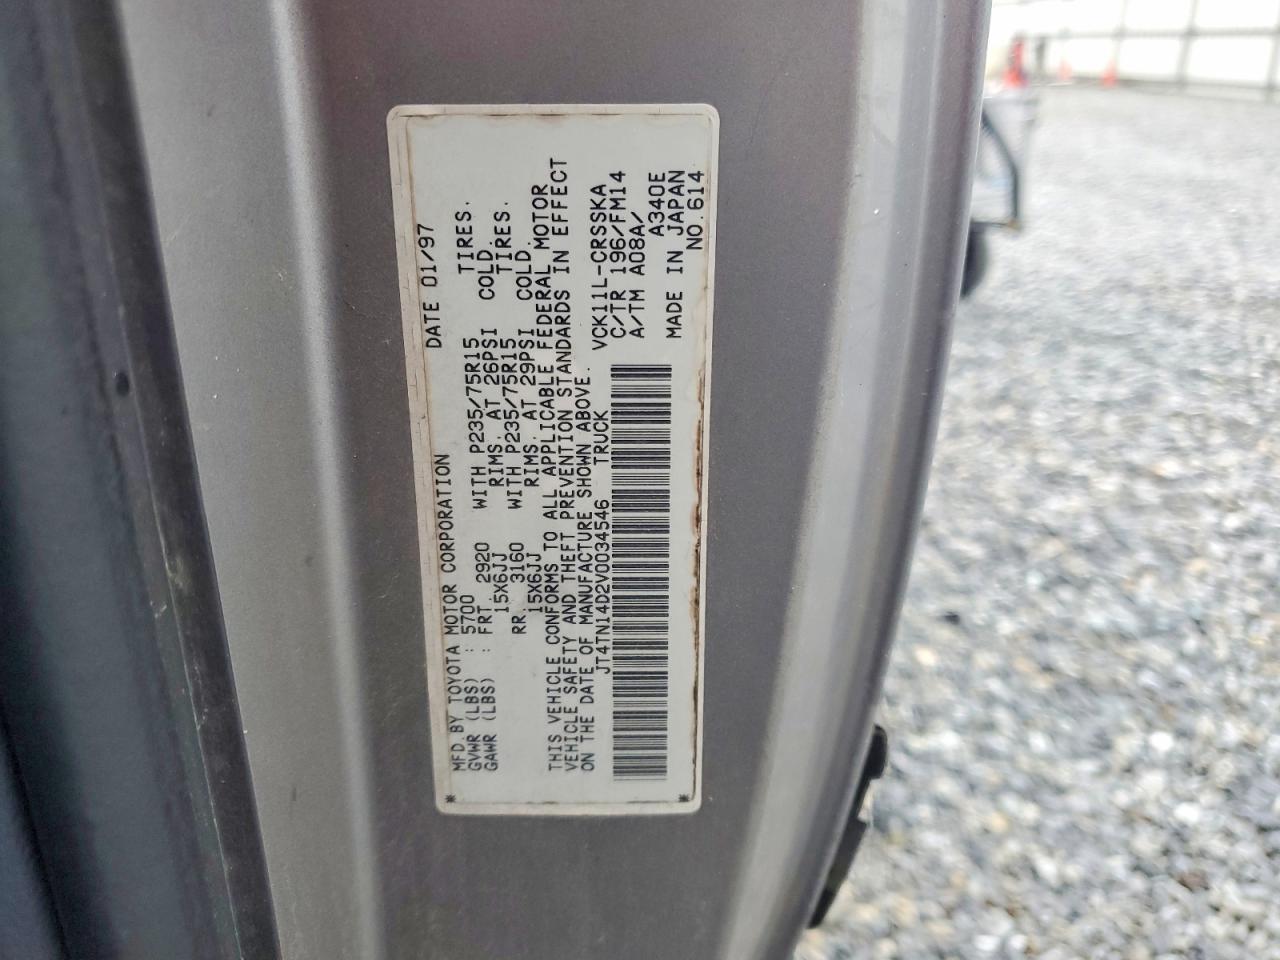 DATE 01/97
MFD.BY TOYOTA MOTOR CORPORATION
GVWR (LBS) : 5700 WITH P235/75R15 TIRES.
GAWR (LBS) : FRT. 2920 RIMS. AT 26PSI COLD.
15X6JJ WITH P235/75R15 TIRES.
RR. 3160 RIMS. AT 29PSI COLD.
15X6JJ
THIS VEHICLE CONFORMS TO ALL APPLICABLE FEDERAL MOTOR
VEHICLE SAFETY AND THEFT PREVENTION STANDARDS IN EFFECT
ON THE DATE OF MANUFACTURE SHOWN ABOVE.
JT4TN14D2V0034546 TRUCK
VCK11L-CRSSKA
C/TR 196/FM14
A/TM A08A/
A340E
MADE IN JAPAN
NO.614